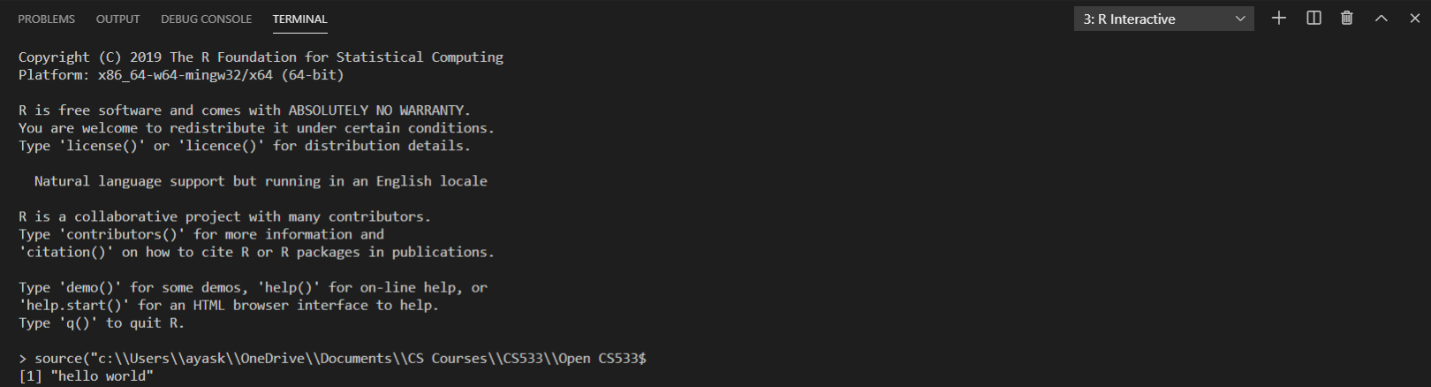 PROBLEMS OUTPUT DEBUG CONSOLE TERMINAL 3: R Interactive
Copyright (C) 2019 The R Foundation for Statistical Computing
Platform: x86_64-w64-mingw32/x64 (64-bit)
R is free software and comes with ABSOLUTELY NO WARRANTY.
You are welcome to redistribute it under certain conditions.
Type 'license()' or 'licence()' for distribution details.
Natural language support but running in an English locale
R is a collaborative project with many contributors.
Type 'contributors()' for more information and
'citation()' on how to cite R or R packages in publications.
Type 'demo()' for some demos, 'help()' for on-line help, or
'help.start()' for an HTML browser interface to help.
Type 'q()' to quit R.
> source("c:\\Users\\ayask\\OneDrive\\Documents\\CS Courses\\CS533\\Open CS533$
[1] "hello world"